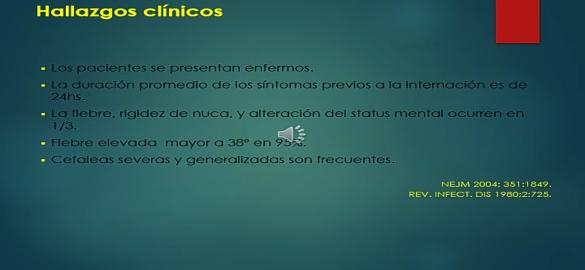 Hallazgos clínicos
Los pacientes se presentan enfermos.
La duración promedio de los síntomas previos a la internación es de
24hs.
La fiebre, rigidez de nuca, y alteración del status mental ocurren en
1/3.
Fiebre elevada mayor a 38° en 95%.
Cefaleas severas y generalizadas son frecuentes.
NEJM 2004; 351:1849.
REV. INFECT. DIS 1980;2:725.